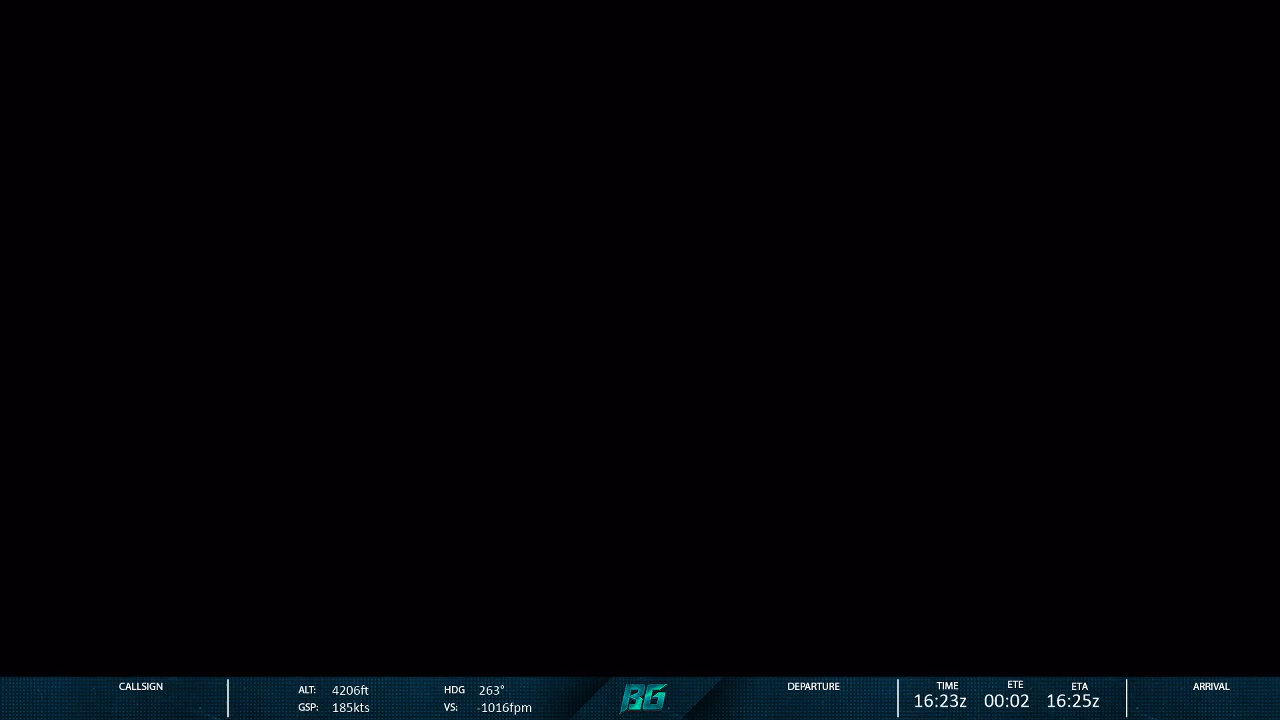 CALLSIGN
ALT: 4206ft
GSP: 185kts
HDG 263°
VS: -1016fpm
BG
DEPARTURE
TIME ETE ETA
16:23z 00:02 16:25z
ARRIVAL